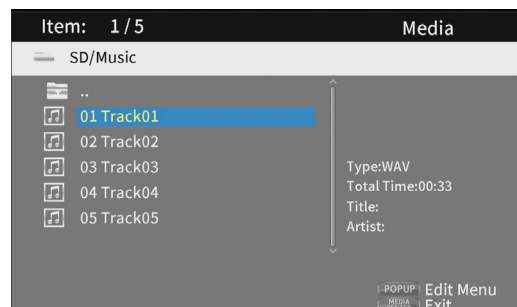 Item: 1/5 Media
SD/Music
..
01 Track01
02 Track02
03 Track03
04 Track04
05 Track05
Type:WAV
Total Time:00:33
Title:
Artist:
POPUP Edit Menu
MEDIA CENTER Exit